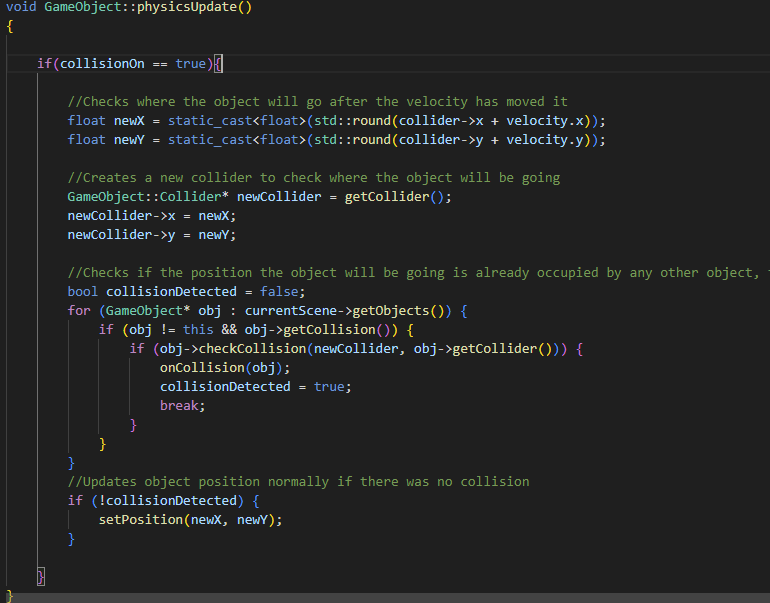 void GameObject::physicsUpdate()
{
if(collisionOn == true){
//Checks where the object will go after the velocity has moved it
float newX = static_cast<float>(std::round(collider->x + velocity.x));
float newY = static_cast<float>(std::round(collider->y + velocity.y));
//Creates a new collider to check where the object will be going
GameObject::Collider* newCollider = getCollider();
newCollider->x = newX;
newCollider->y = newY;
//Checks if the position the object will be going is already occupied by any other object,
bool collisionDetected = false;
for (GameObject* obj : currentScene->getObjects()) {
if (obj != this && obj->getCollision()) {
if (obj->checkCollision(newCollider, obj->getCollider())) {
onCollision(obj);
collisionDetected = true;
break;
}
}
}
//Updates object position normally if there was no collision
if (!collisionDetected) {
setPosition(newX, newY);
}
}
}